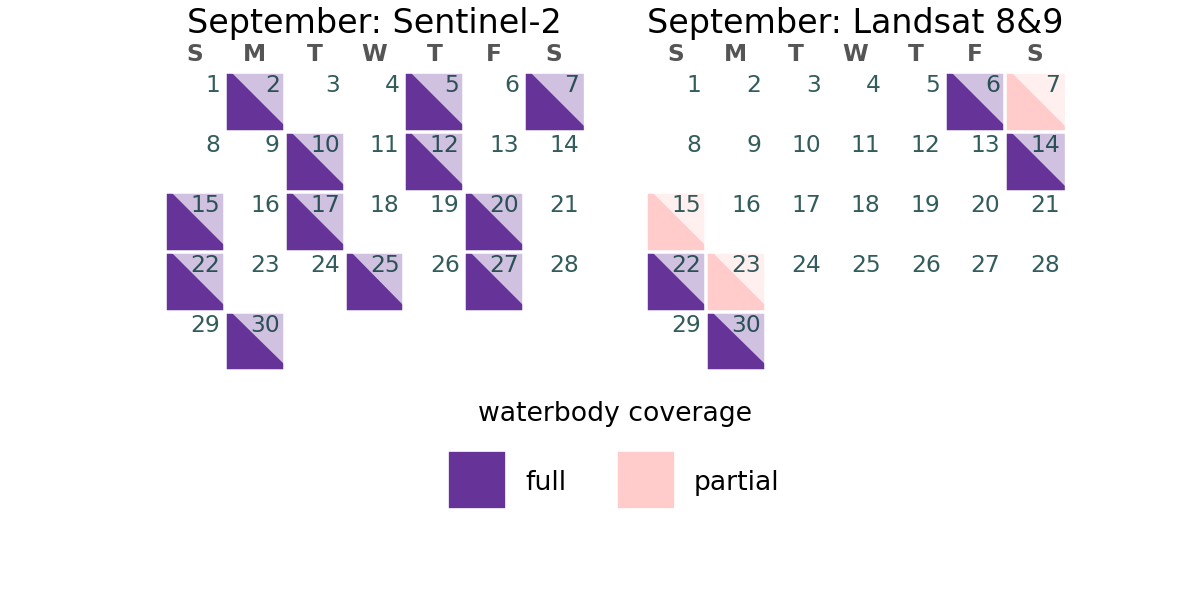 September: Sentinel-2
S M T W T F S
1 2 3 4 5 6 7
8 9 10 11 12 13 14
15 16 17 18 19 20 21
22 23 24 25 26 27 28
29 30
September: Landsat 8&9
S M T W T F S
1 2 3 4 5 6 7
8 9 10 11 12 13 14
15 16 17 18 19 20 21
22 23 24 25 26 27 28
29 30
waterbody coverage
full
partial